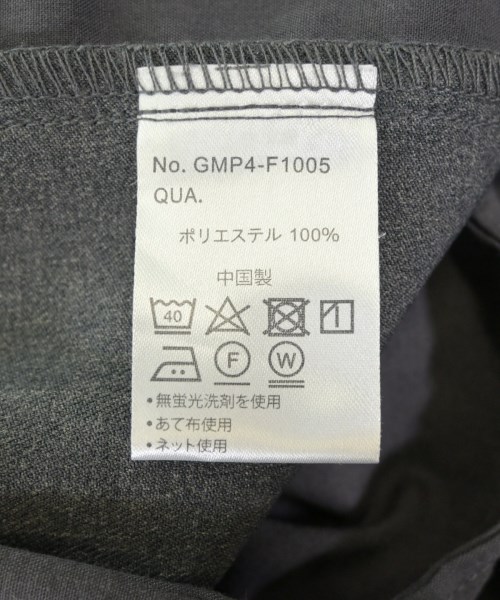 No. GMP4-F1005
QUA.
ポリエステル 100%
中国製
40
F W
•無蛍光洗剤を使用
•あて布使用
•ネット使用